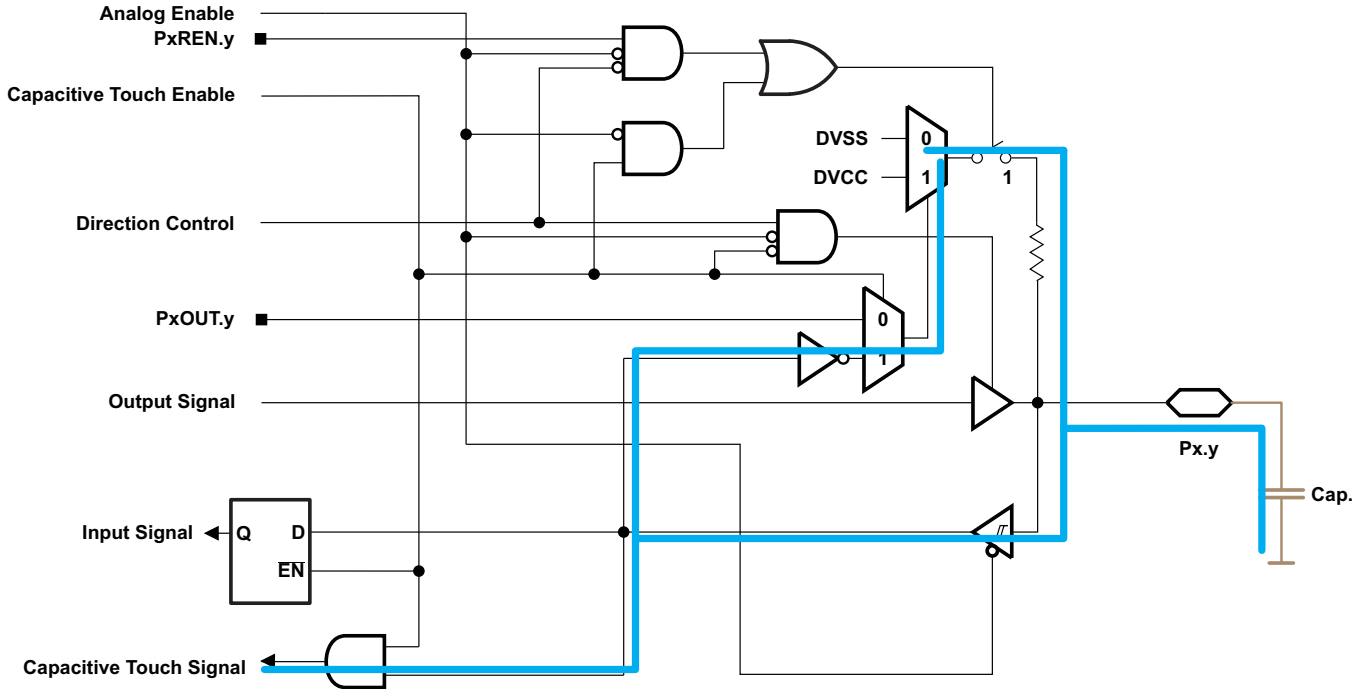 Analog Enable
PxREN.y
Capacitive Touch Enable
DVSS
0
DVCC
1
1
Direction Control
PxOUT.y
0
1
Output Signal
Px.y
Cap.
Input Signal
Q
D
EN
Capacitive Touch Signal